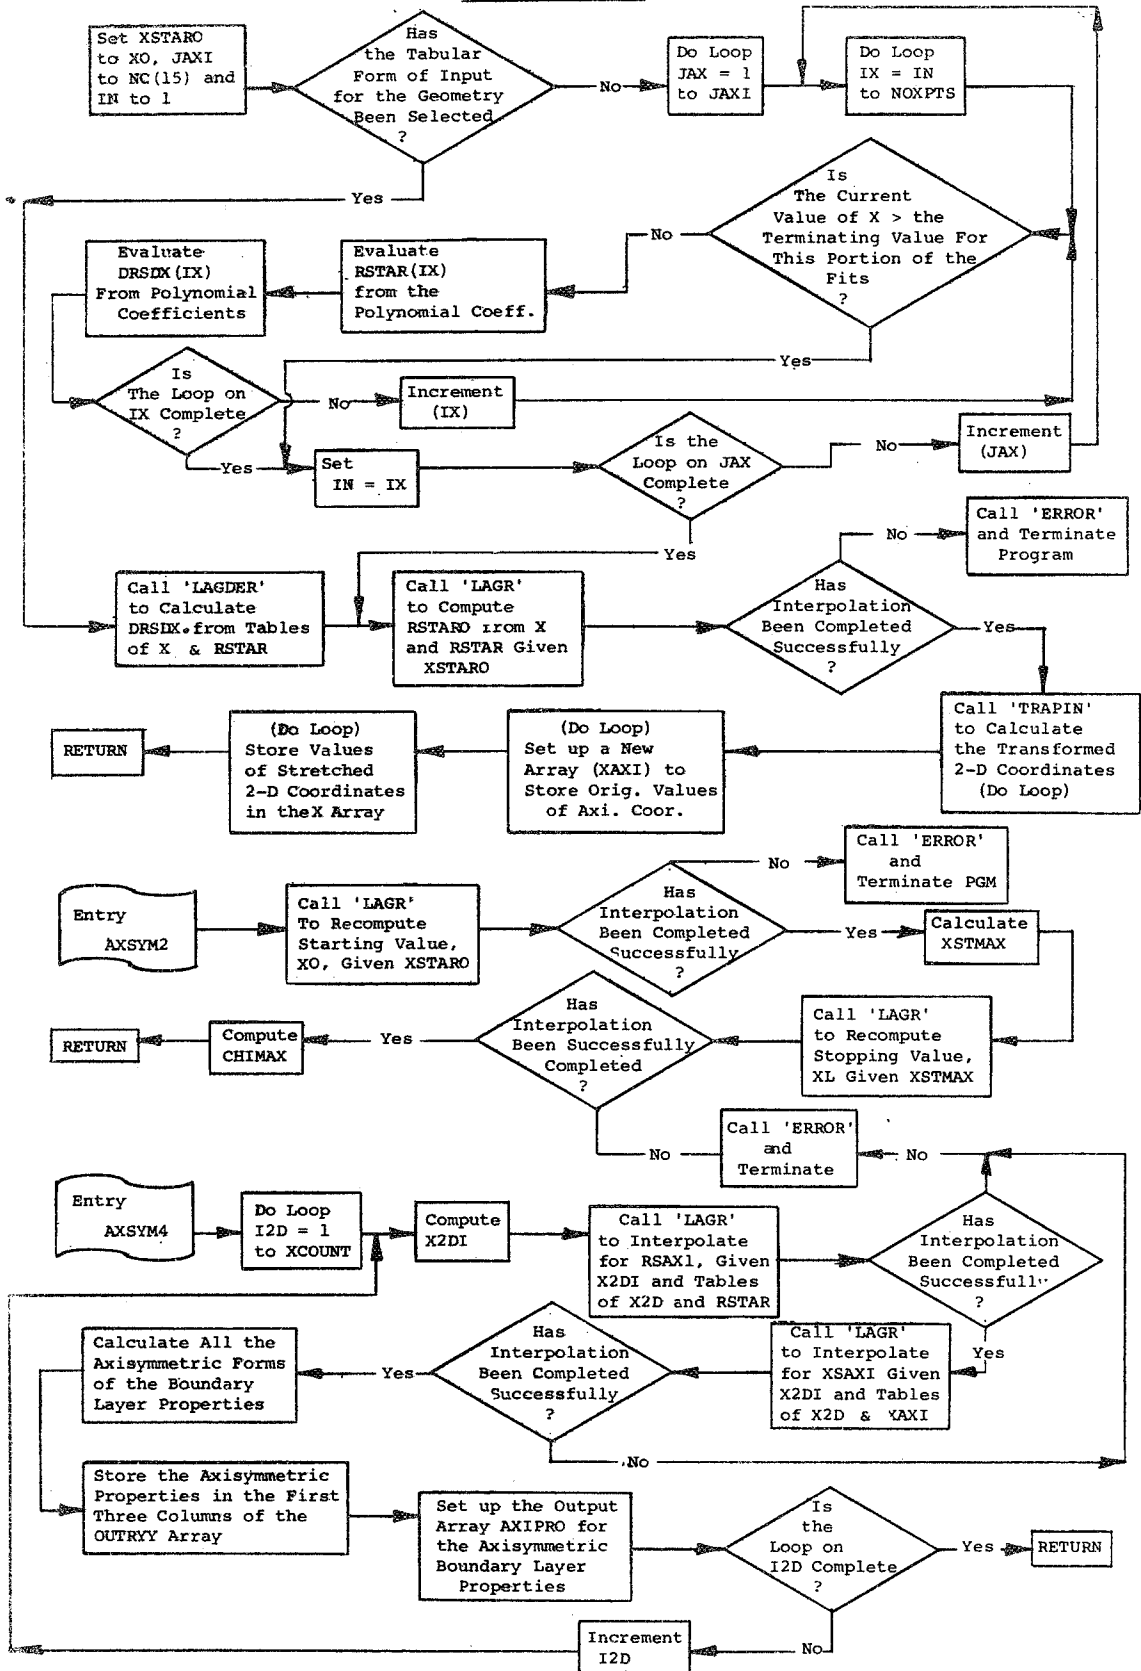 Set XSTARO
to XO, JAXI
to NC(15) and
IN to 1
Has
the Tabular
Form of Input
for the Geometry
Been Selected
?
No
Do Loop
JAX = 1
to JAXI
Do Loop
IX = IN
to NOXPTS
Yes
Is
The Current
Value of X > the
Terminating Value For
This Portion of the
Fits
?
No
Evaluate
RSTAR(IX)
from the
Polynomial Coeff.
Evaluate
DRSDX(IX)
From Polynomial
Coefficients
Yes
Is
The Loop on
IX Complete
?
No
Increment
(IX)
Yes
Set
IN = IX
Is the
Loop on JAX
Complete
?
No
Increment
(JAX)
Yes
Call 'LAGDER'
to Calculate
DRSDX.from Tables
of X & RSTAR
Call 'LAGR'
to Compute
RSTARO from X
and RSTAR Given
XSTARO
Has
Interpolation
Been Completed
Successfully
?
No
Call 'ERROR'
and Terminate
Program
Yes
Call 'TRAPIN'
to Calculate
the Transformed
2-D Coordinates
(Do Loop)
(Do Loop)
Set up a New
Array (XAXI) to
Store Orig. Values
of Axi. Coor.
(Do Loop)
Store Values
of Stretched
2-D Coordinates
in the X Array
RETURN
Entry
AXSYM2
Call 'LAGR'
To Recompute
Starting Value,
XO, Given XSTARO
Has
Interpolation
Been Completed
Successfully
?
No
Call 'ERROR'
and
Terminate PGM
Yes
Calculate
XSTMAX
Call 'LAGR'
to Recompute
Stopping Value,
XL Given XSTMAX
Has
Interpolation
Been Successfully
Completed
?
Yes
Compute
CHIMAX
RETURN
No
Call 'ERROR'
and
Terminate
No
Entry
AXSYM4
Do Loop
I2D = 1
to XCOUNT
Compute
X2DI
Call 'LAGR'
to Interpolate
for RSAX1, Given
X2DI and Tables
of X2D and RSTAR
Has
Interpolation
Been Completed
Successfully
?
Yes
Call 'LAGR'
to Interpolate
for XSAXI Given
X2DI and Tables
of X2D & XAXI
Has
Interpolation
Been Completed
Successfully
?
Yes
Calculate All the
Axisymmetric Forms
of the Boundary
Layer Properties
No
Store the Axisymmetric
Properties in the First
Three Columns of the
OUTRYY Array
Set up the Output
Array AXIPRO for
the Axisymmetric
Boundary Layer
Properties
Is
the
Loop on
I2D Complete
?
Yes
RETURN
No
Increment
I2D